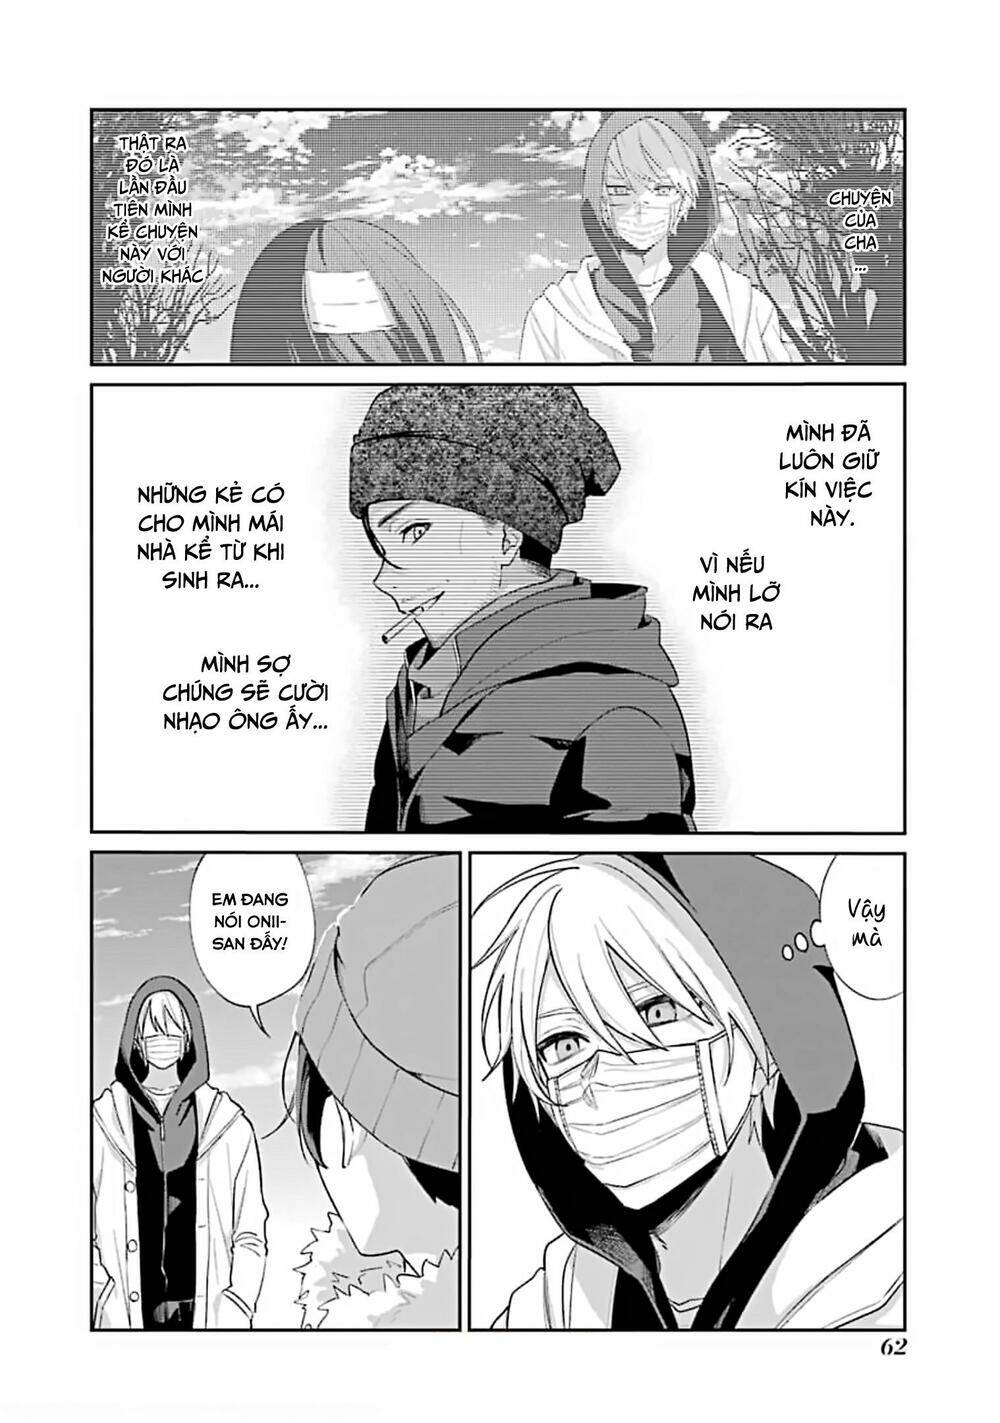 CHUYỆN
CỦA
CHA
...
THẬT RA
ĐÓ LÀ
LẦN ĐẦU
TIÊN MÌNH
KỂ CHUYỆN
NÀY VỚI
NGƯỜI KHÁC
MÌNH ĐÃ
LUÔN GIỮ
KÍN VIỆC
NÀY.
VÌ NẾU
MÌNH LỠ
NÓI RA
NHỮNG KẺ CÓ
CHO MÌNH MÁI
NHÀ KỂ TỪ KHI
SINH RA...
MÌNH SỢ
CHÚNG SẼ CƯỜI
NHẠO ÔNG ẤY...
Vậy
mà
EM ĐANG
NÓI ONII-
SAN ĐẤY!
62